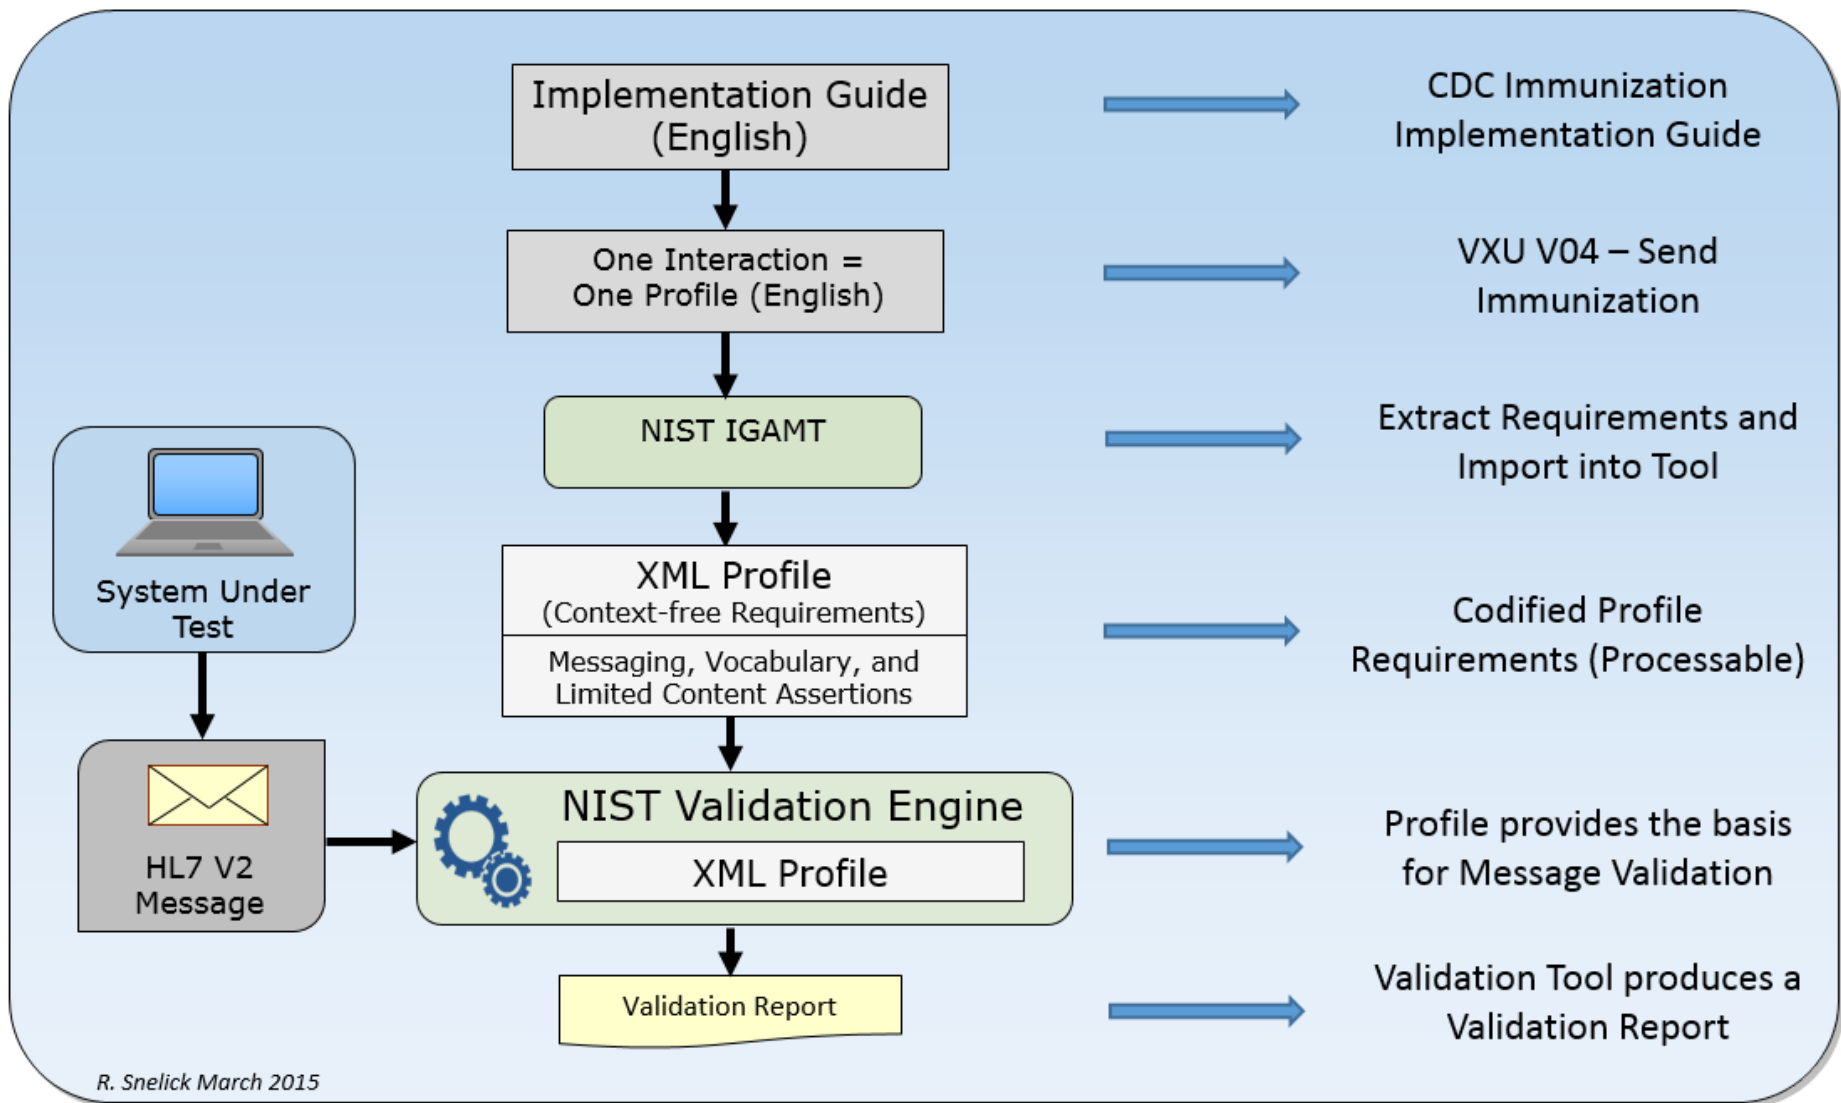 Implementation Guide
(English)
CDC Immunization
Implementation Guide
One Interaction =
One Profile (English)
VXU V04 – Send
Immunization
NIST IGAMT
Extract Requirements and
Import into Tool
System Under
Test
XML Profile
(Context-free Requirements)
Messaging, Vocabulary, and
Limited Content Assertions
Codified Profile
Requirements (Processable)
HL7 V2
Message
NIST Validation Engine
XML Profile
Profile provides the basis
for Message Validation
Validation Report
Validation Tool produces a
Validation Report
R. Snelick March 2015